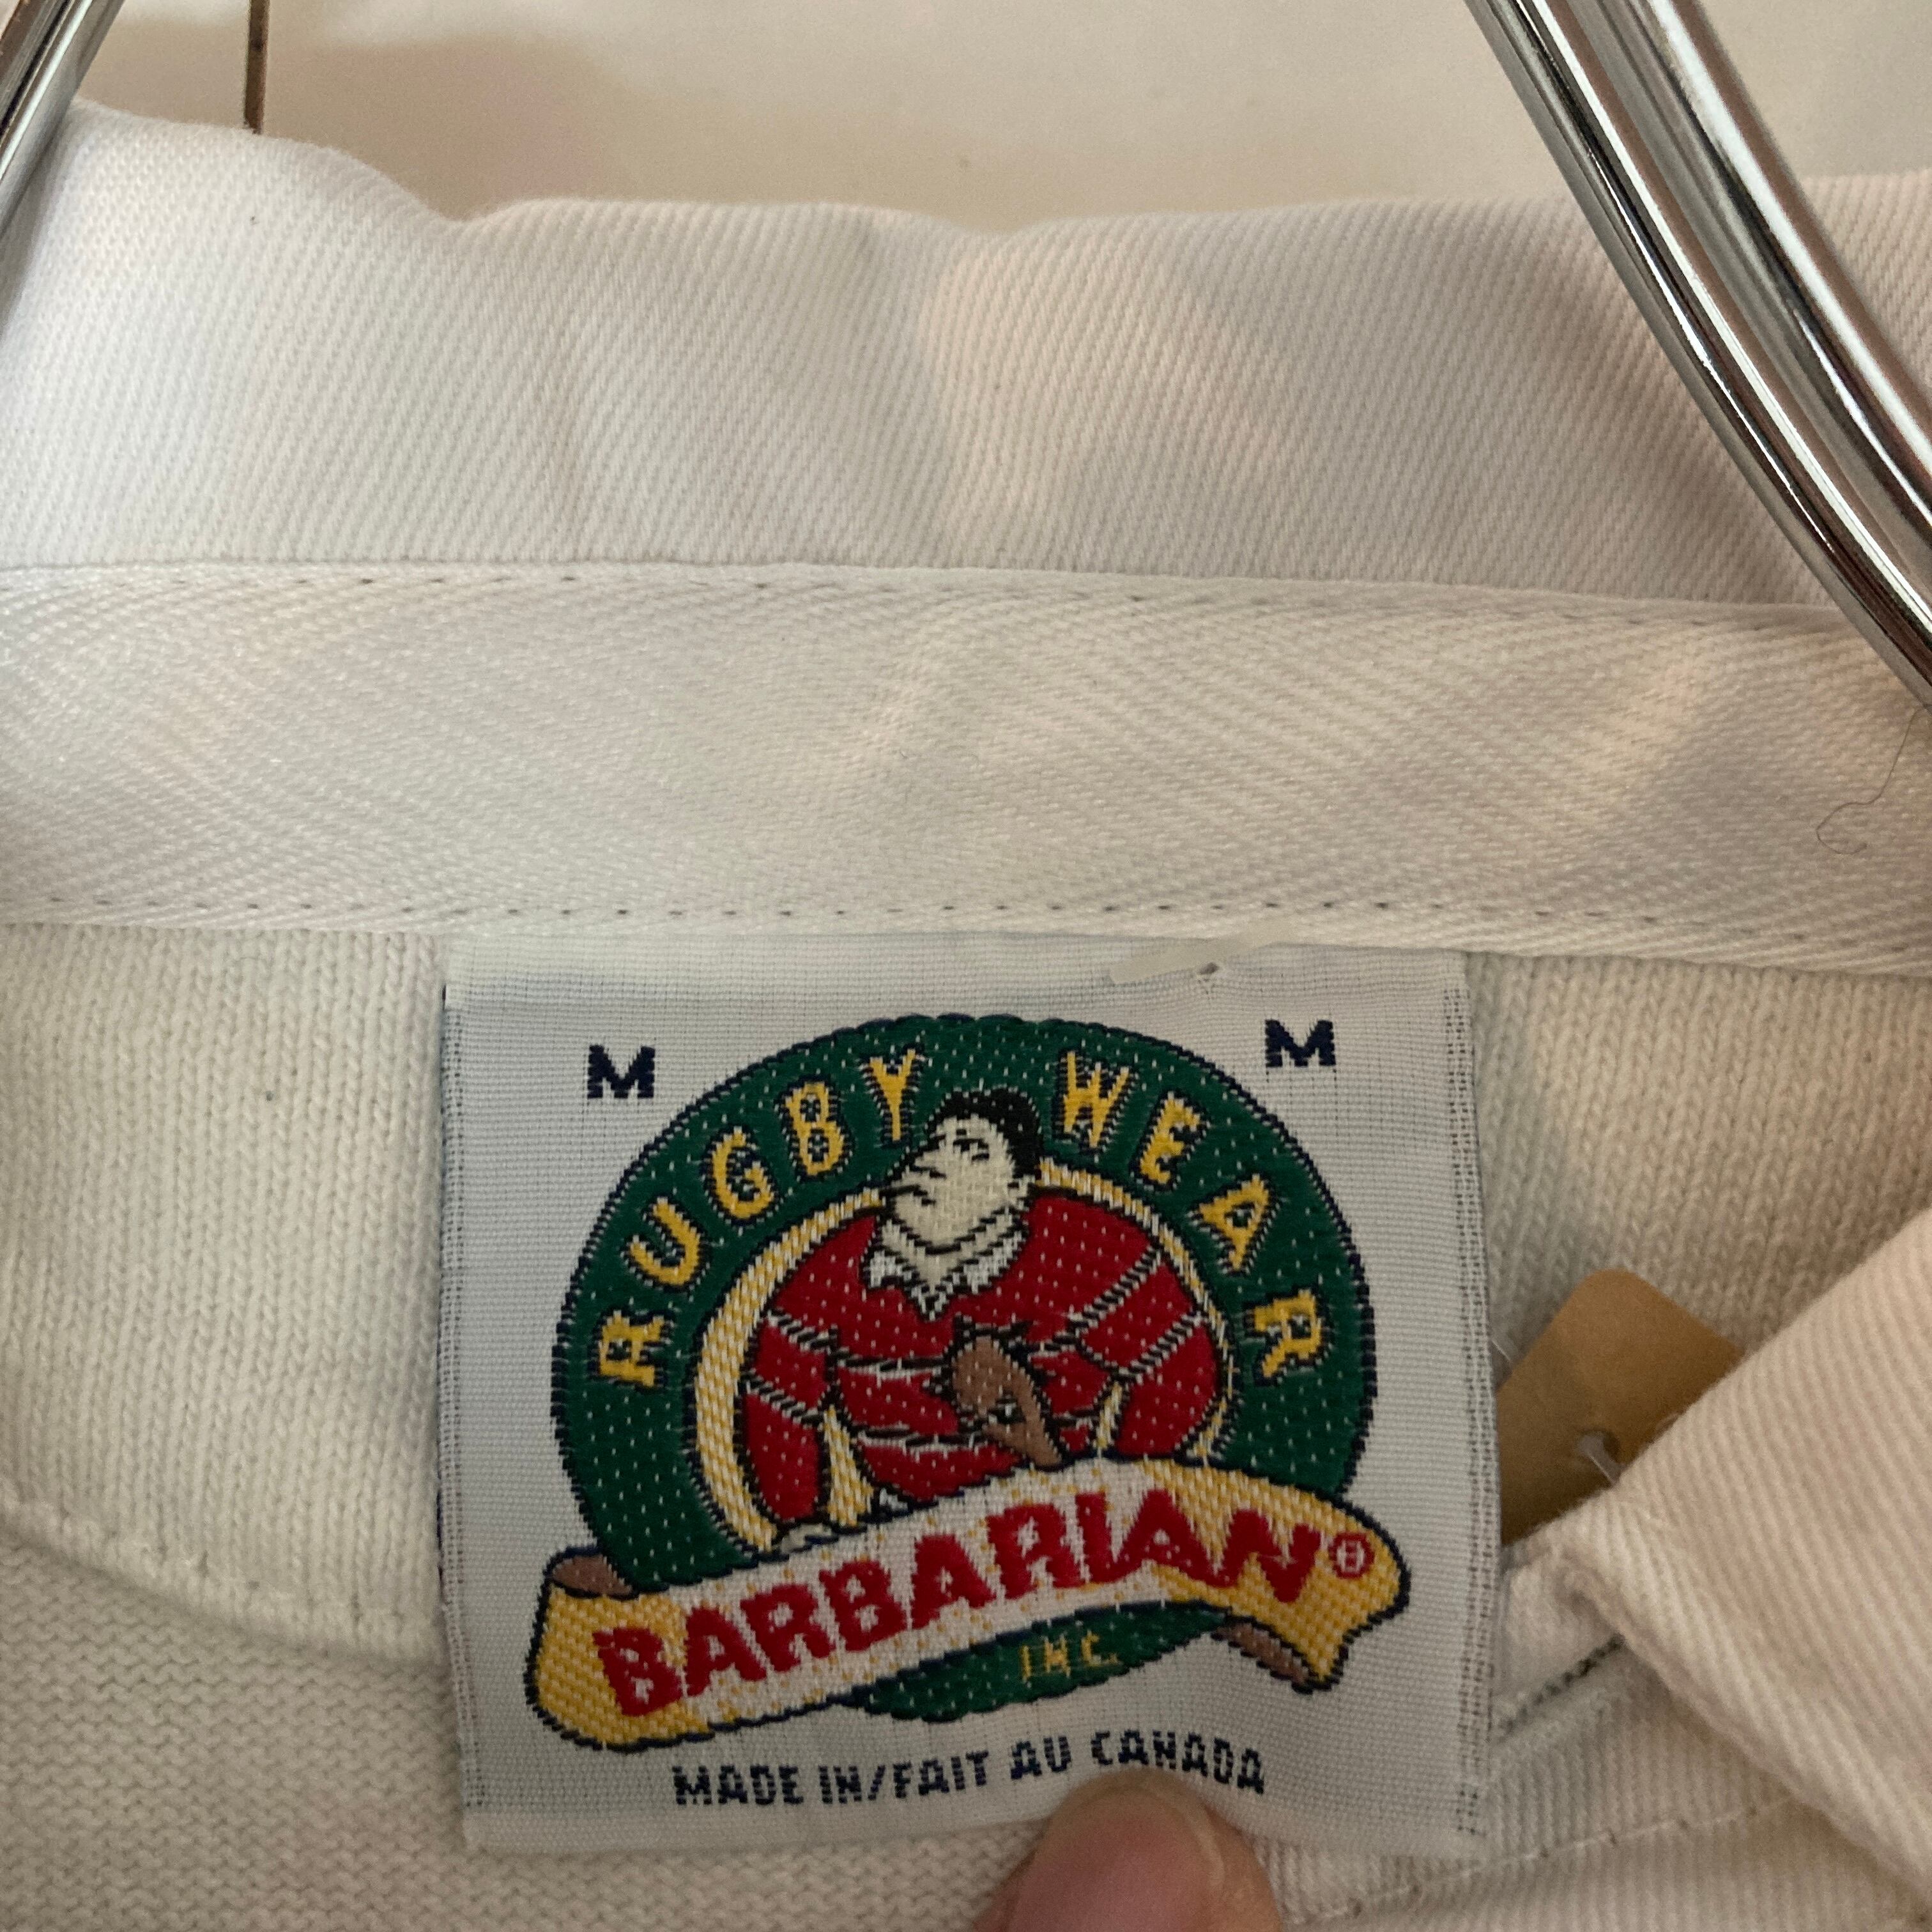 M M
RUGBY WEAR
BARBARIAN®
INC.
MADE IN/FAIT AU CANADA